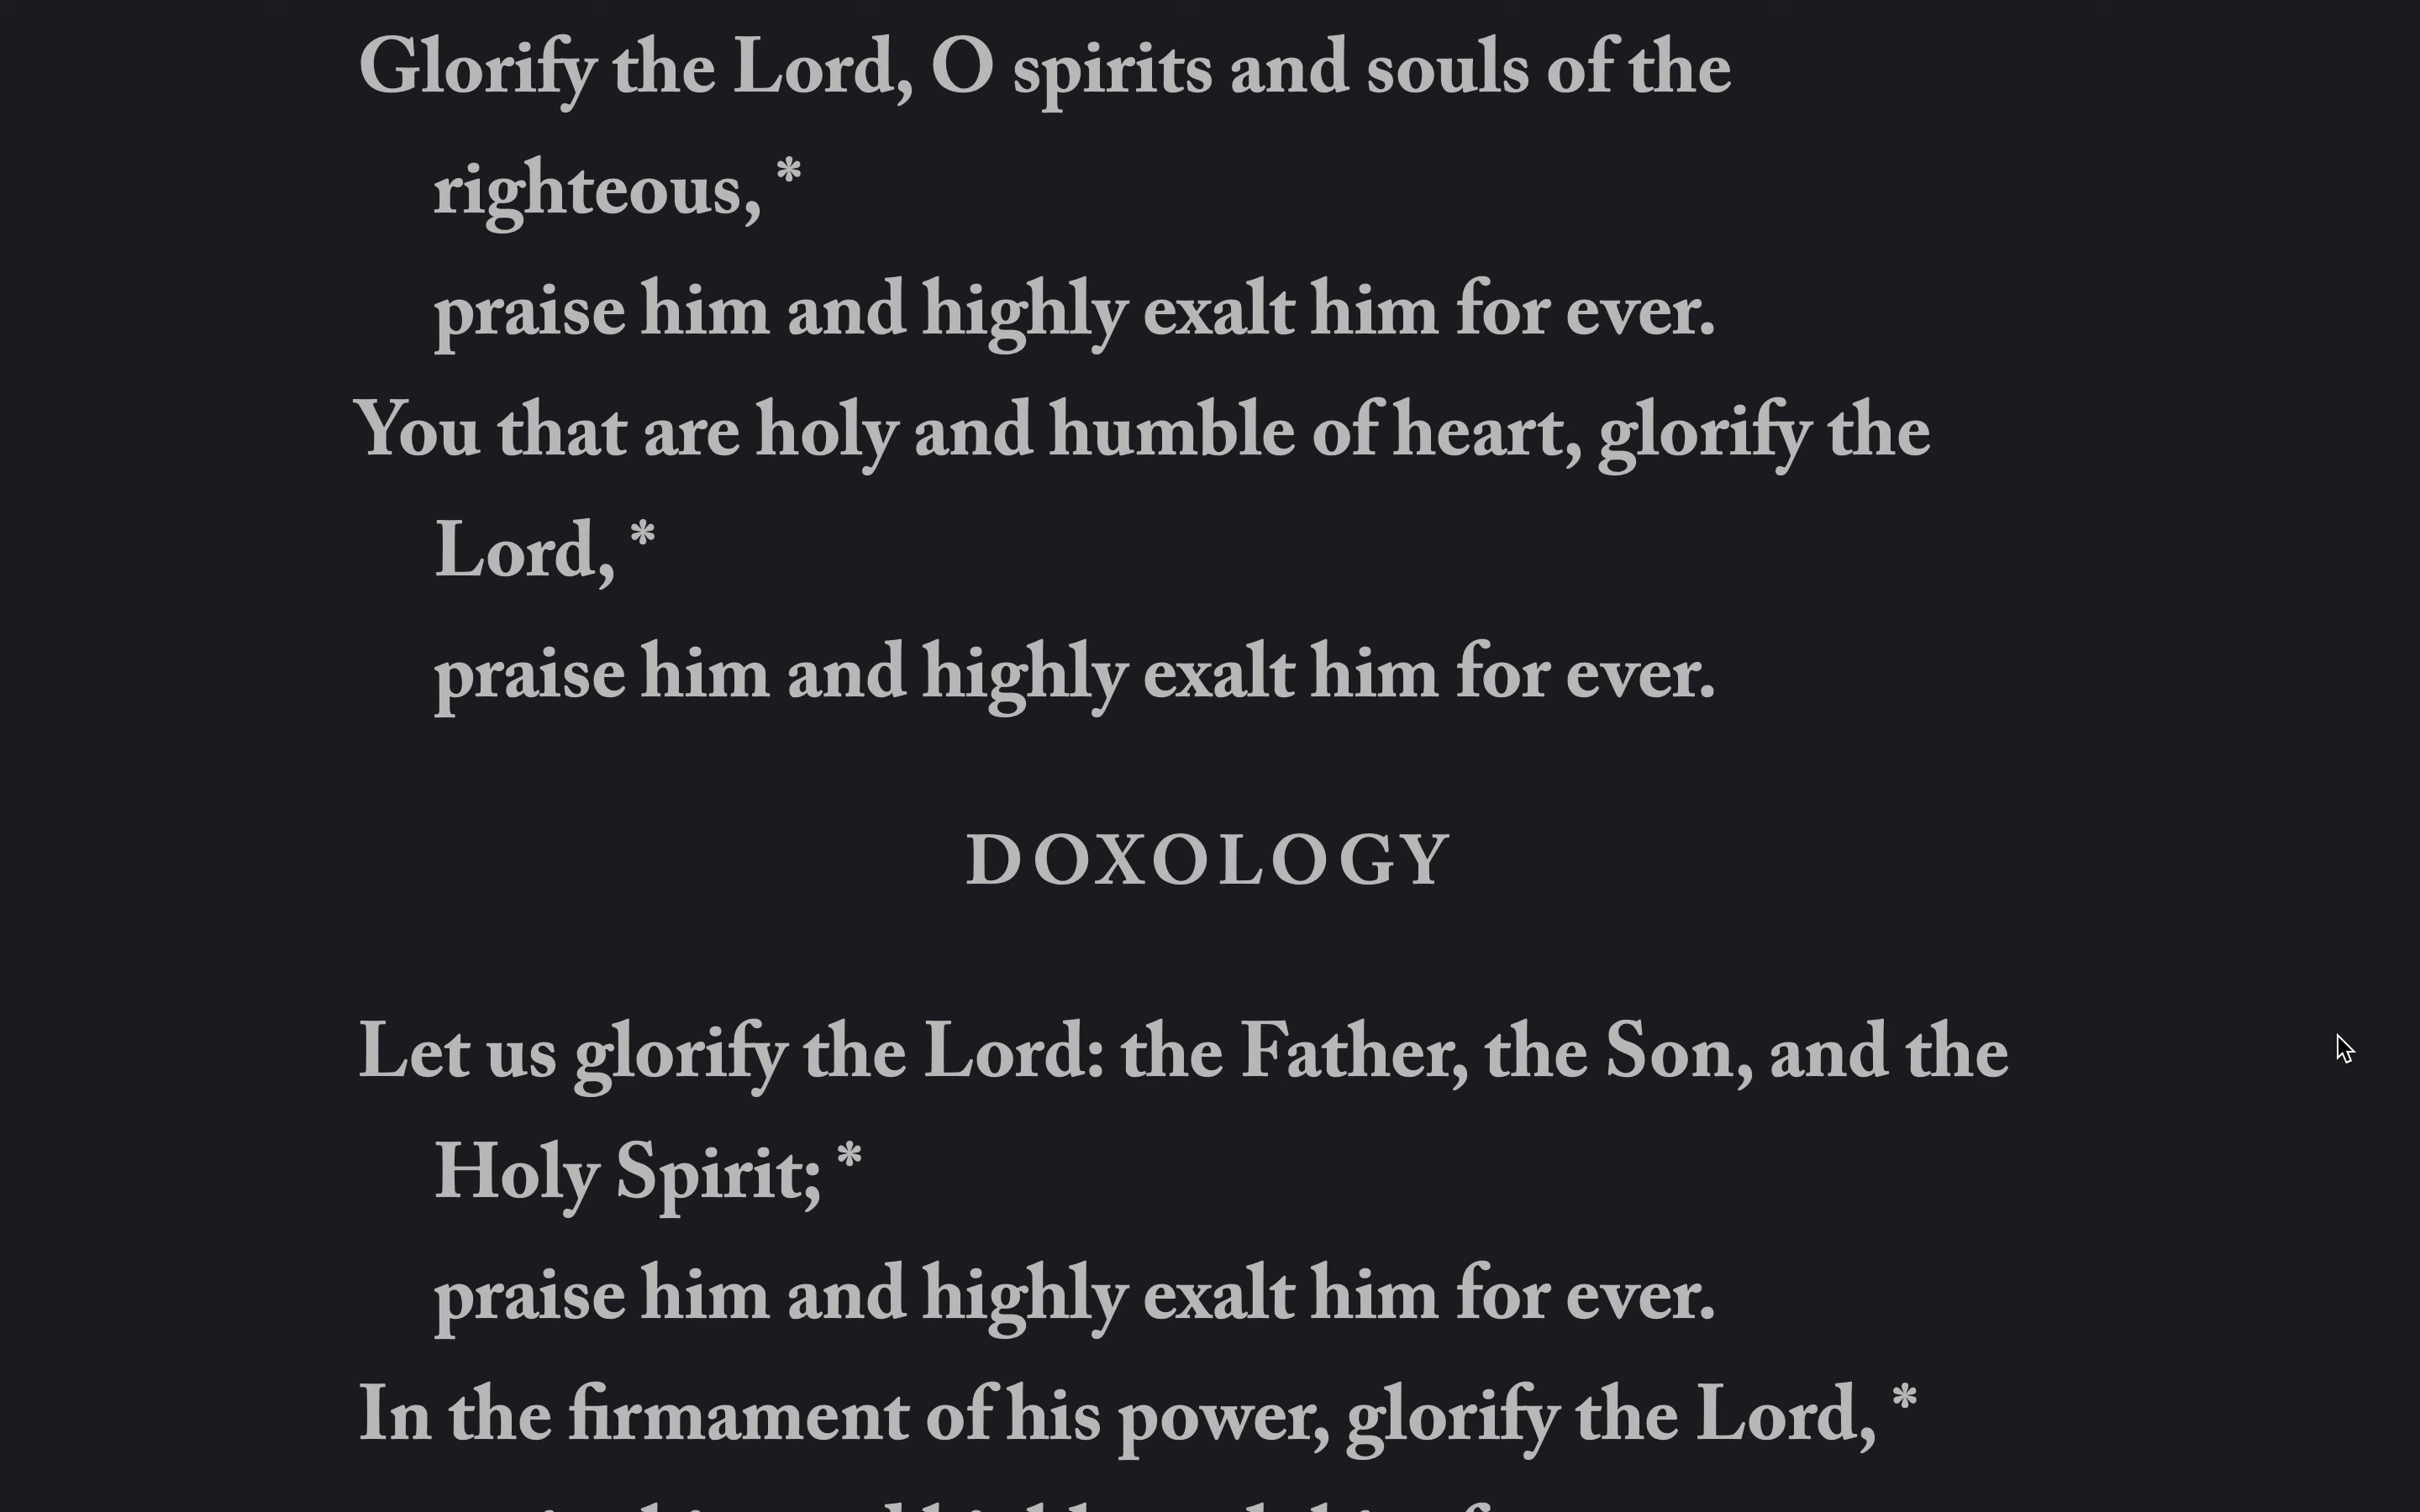 Glorify the Lord, O spirits and souls of the
righteous,*
praise him and highly exalt him for ever.
You that are holy and humble of heart, glorify the
Lord, *
praise him and highly exalt him for ever.
DOXOLOGY
Let us glorify the Lord: the Father, the Son, and the
Holy Spirit;*
praise him and highly exalt him for ever.
In the firmament of his power, glorify the Lord, *